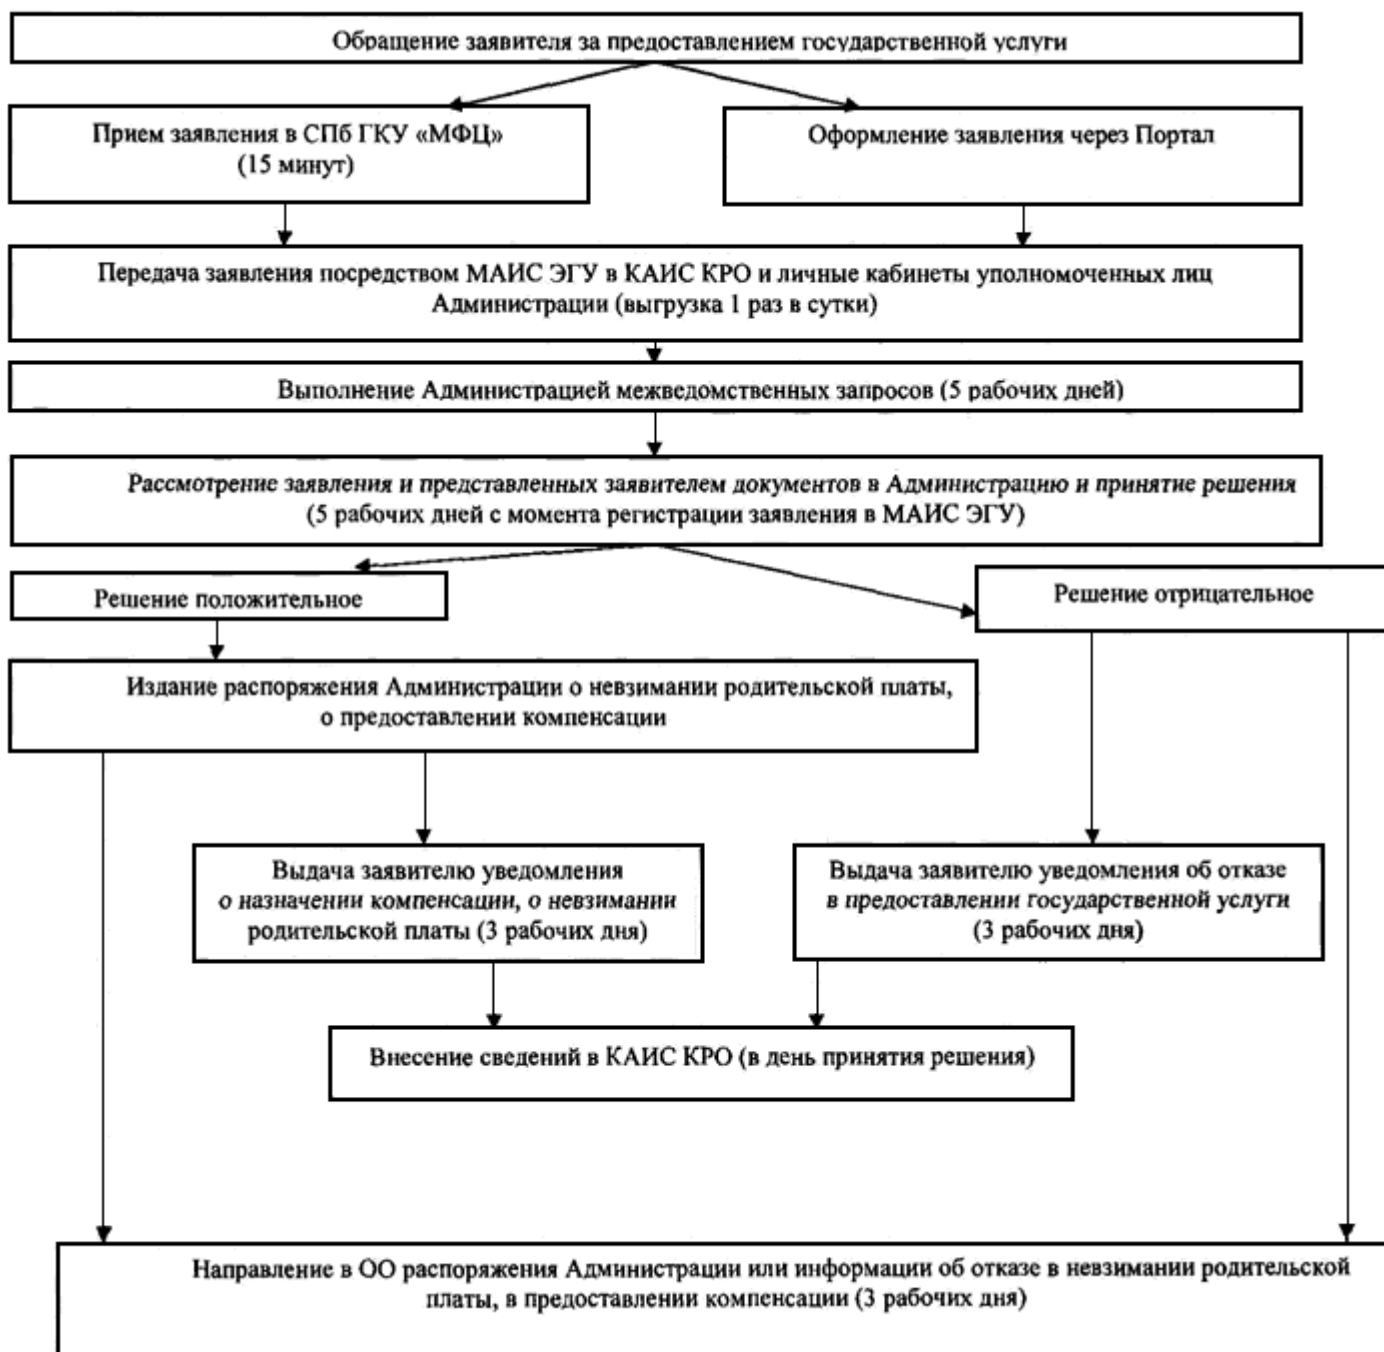 Обращение заявителя за предоставлением государственной услуги
Прием заявления в СПб ГКУ «МФЦ»
(15 минут)
Оформление заявления через Портал
Передача заявления посредством МАИС ЭГУ в КАИС КРО и личные кабинеты уполномоченных лиц
Администрации (выгрузка 1 раз в сутки)
Выполнение Администрацией межведомственных запросов (5 рабочих дней)
Рассмотрение заявления и представленных заявителем документов в Администрацию и принятие решения
(5 рабочих дней с момента регистрации заявления в МАИС ЭГУ)
Решение положительное
Решение отрицательное
Издание распоряжения Администрации о невзимании родительской платы,
о предоставлении компенсации
Выдача заявителю уведомления
о назначении компенсации, о невзимании
родительской платы (3 рабочих дня)
Выдача заявителю уведомления об отказе
в предоставлении государственной услуги
(3 рабочих дня)
Внесение сведений в КАИС КРО (в день принятия решения)
Направление в ОО распоряжения Администрации или информации об отказе в невзимании родительской
платы, в предоставлении компенсации (3 рабочих дня)